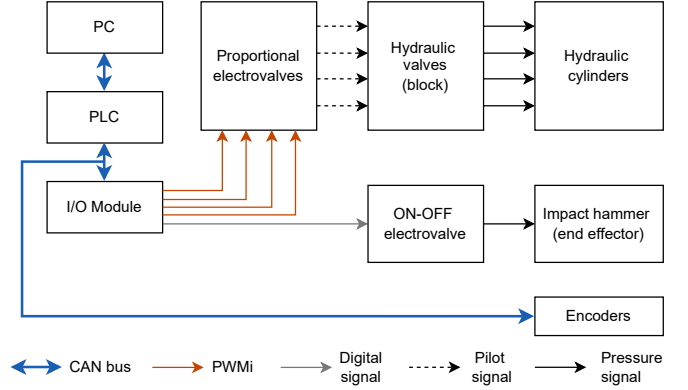 PC
Proportional
electrovalves
Hydraulic
valves
(block)
Hydraulic
cylinders
PLC
I/O Module
ON-OFF
electrovalve
Impact hammer
(end effector)
Encoders
CAN bus
PWMi
Digital
signal
Pilot
signal
Pressure
signal